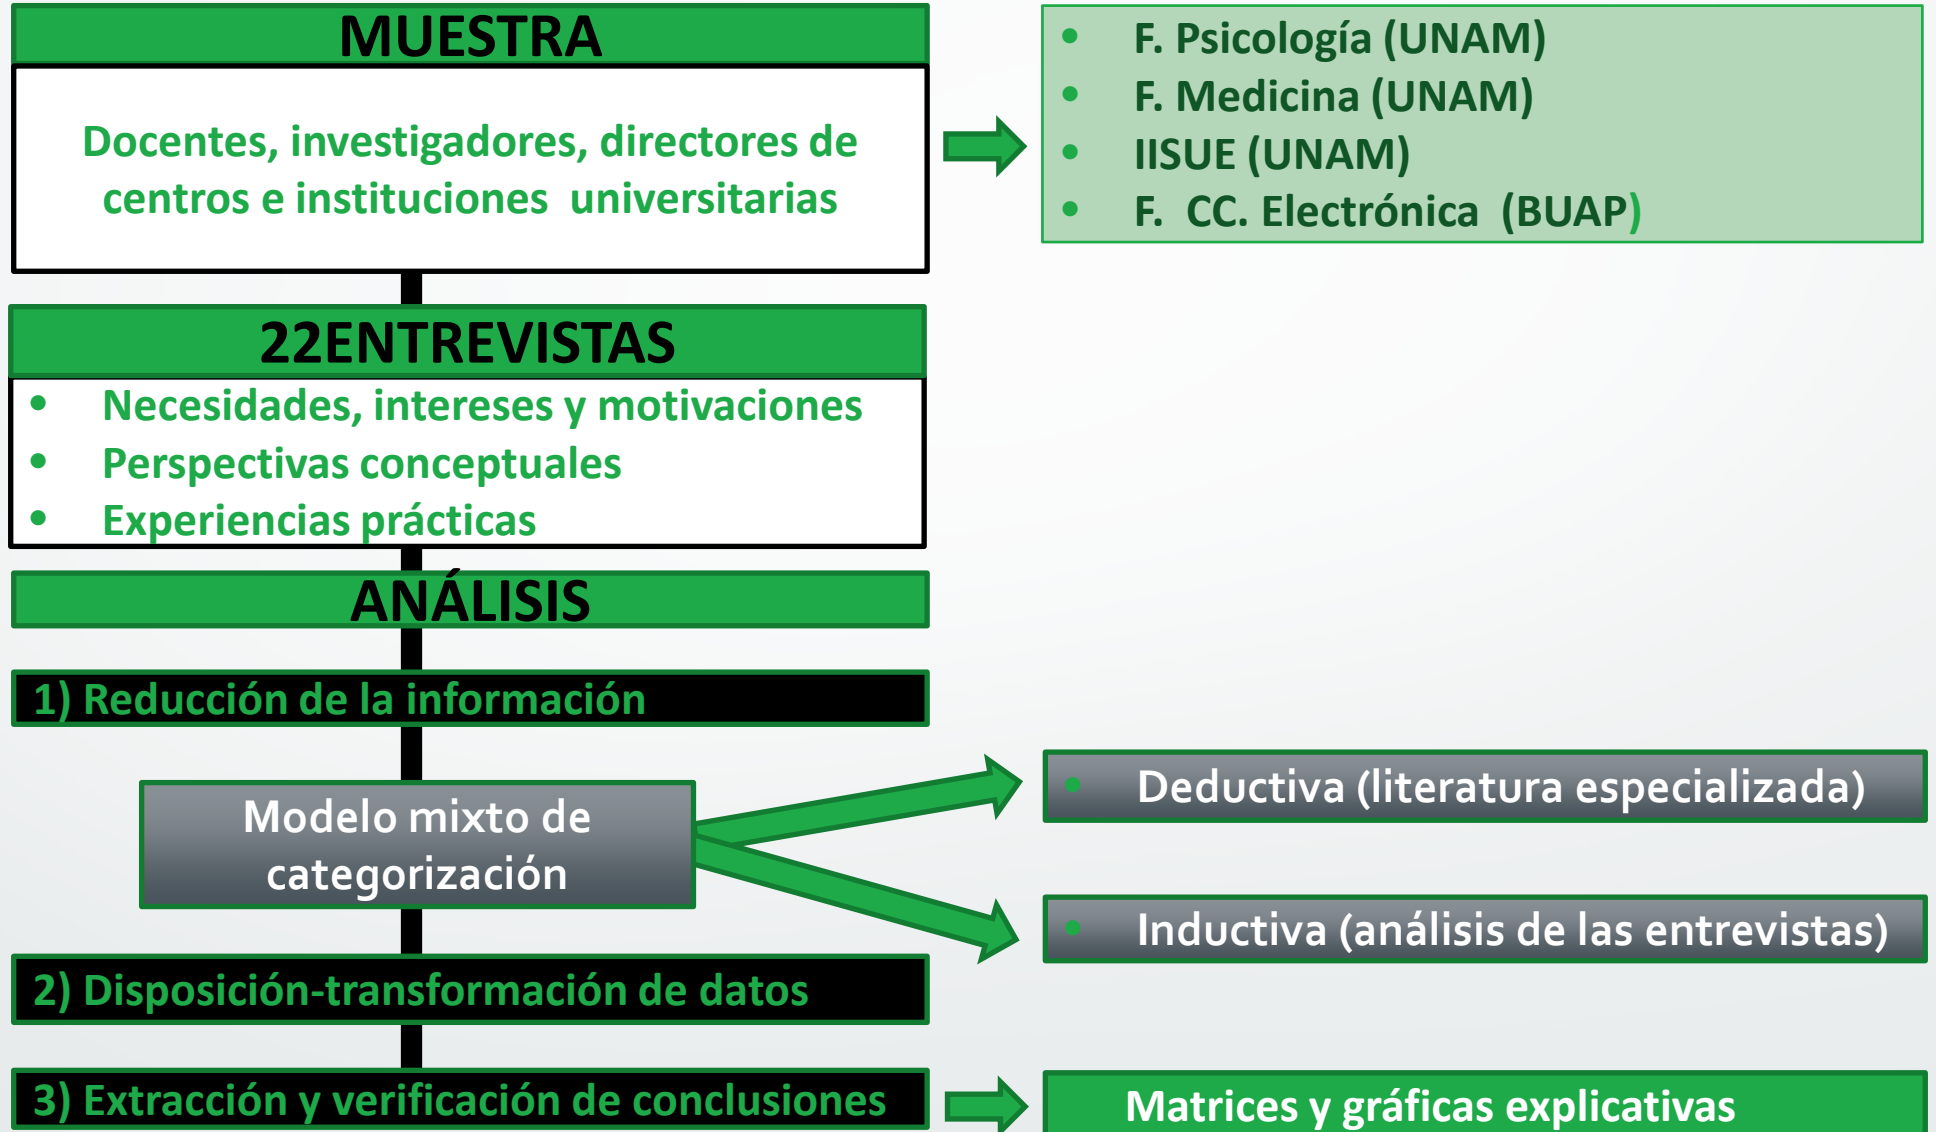 MUESTRA
Docentes, investigadores, directores de
centros e instituciones universitarias
• F. Psicología (UNAM)
• F. Medicina (UNAM)
• IISUE (UNAM)
• F. CC. Electrónica (BUAP)
22ENTREVISTAS
• Necesidades, intereses y motivaciones
• Perspectivas conceptuales
• Experiencias prácticas
ANÁLISIS
1) Reducción de la información
Modelo mixto de
categorización
• Deductiva (literatura especializada)
• Inductiva (análisis de las entrevistas)
2) Disposición-transformación de datos
3) Extracción y verificación de conclusiones
Matrices y gráficas explicativas